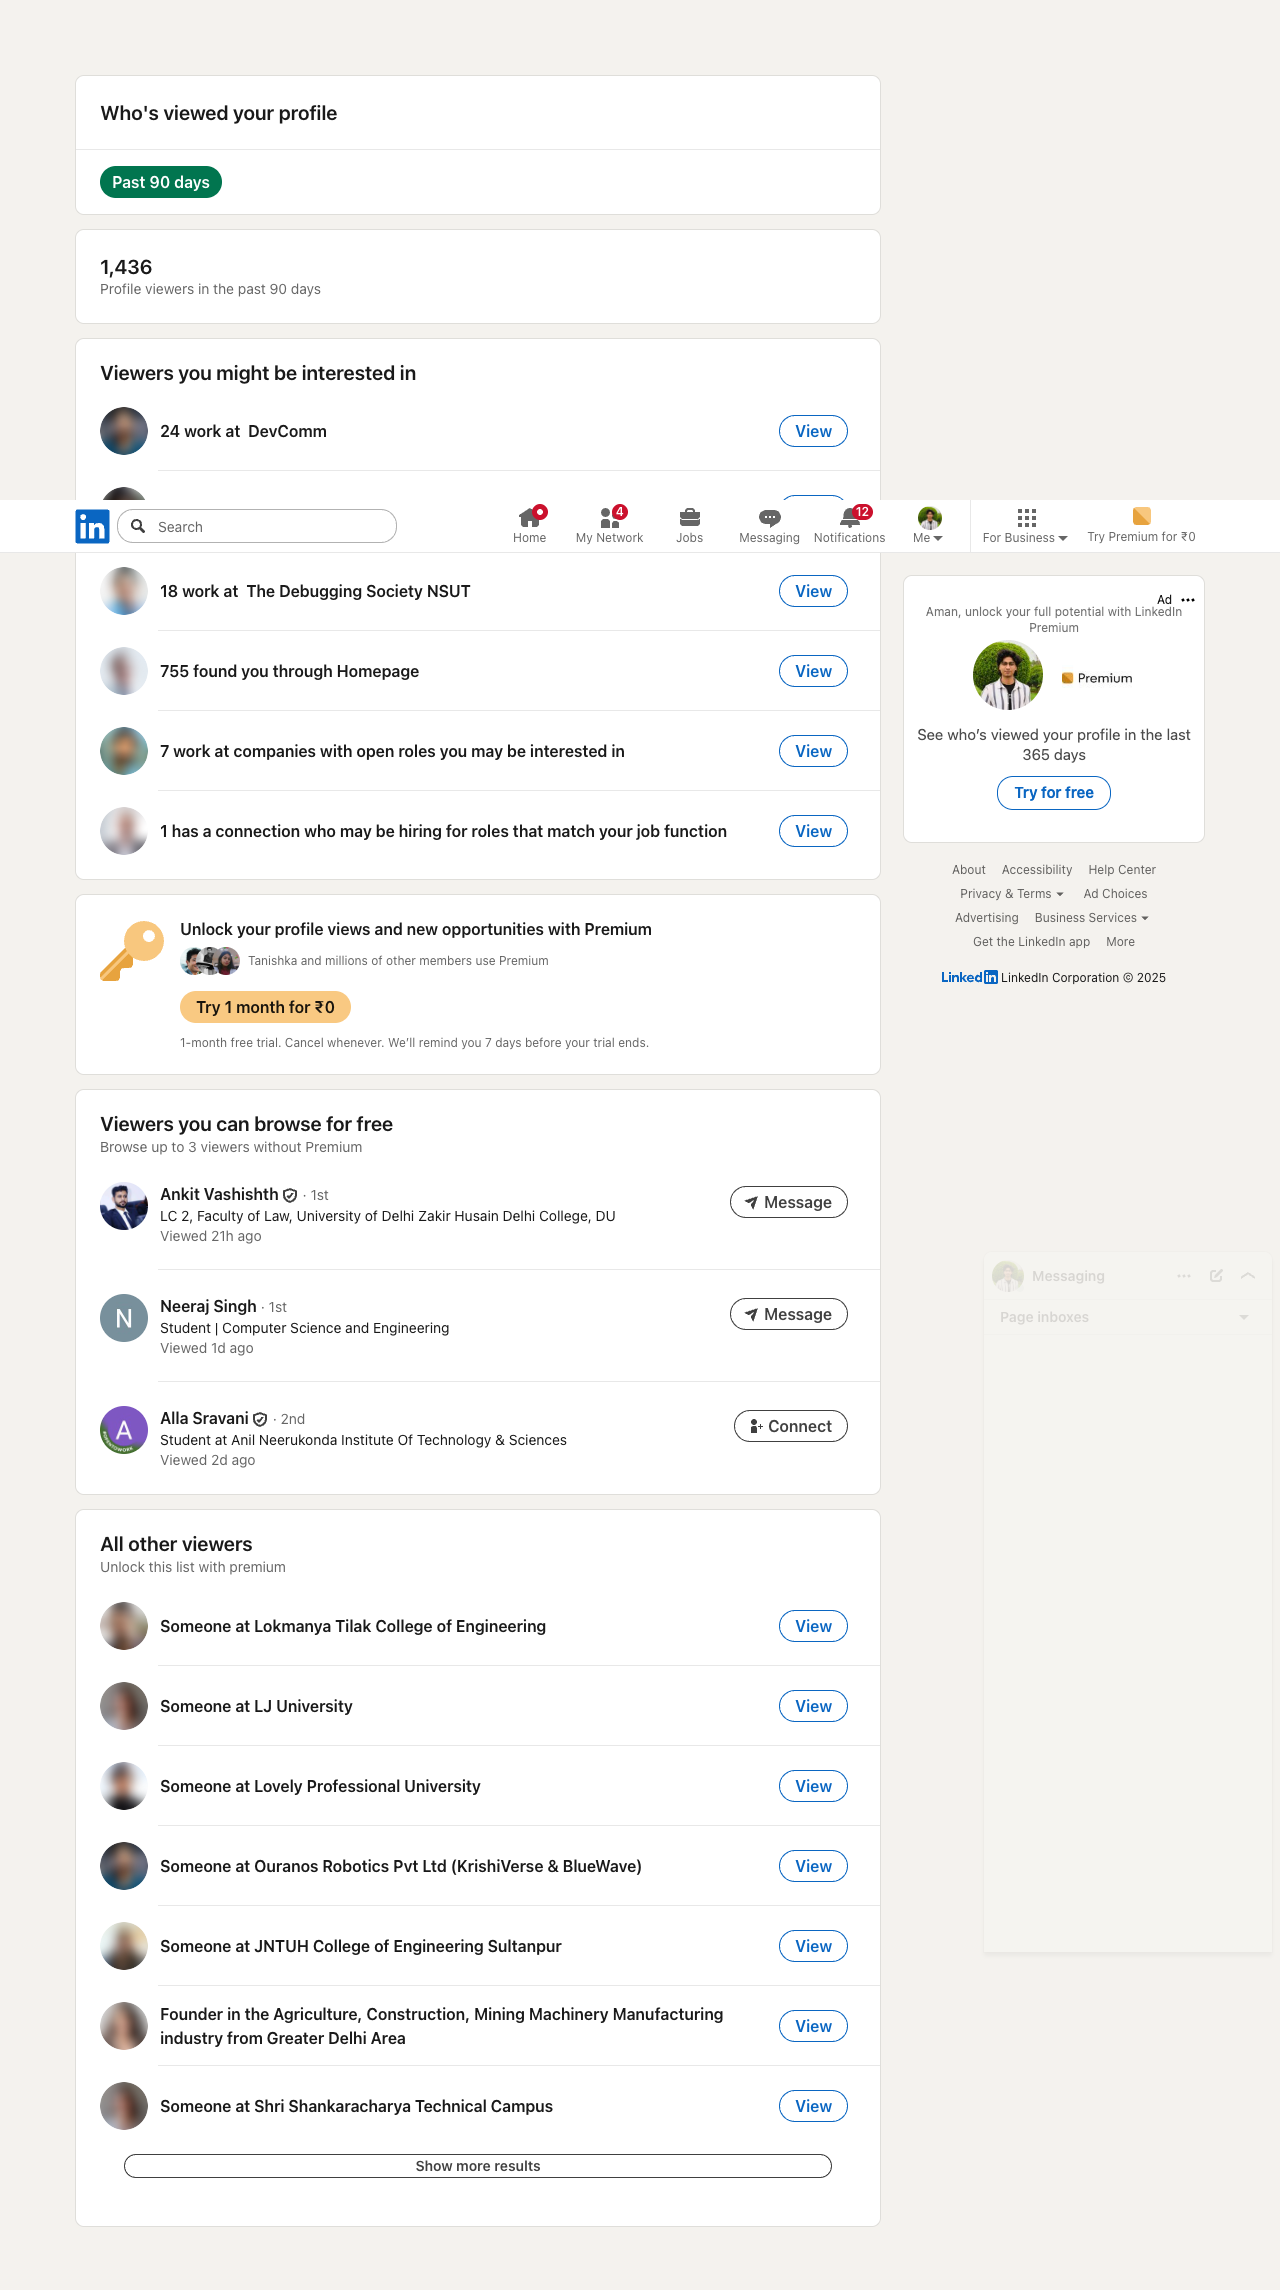 Who's viewed your profile
Past 90 days
1,436
Profile viewers in the past 90 days
Viewers you might be interested in
24 work at  DevComm
View
in
Search
Home
4
My Network
Jobs
Messaging
12
Notifications
Me
For Business
Try Premium for ₹0
18 work at  The Debugging Society NSUT
View
755 found you through Homepage
View
7 work at companies with open roles you may be interested in
View
1 has a connection who may be hiring for roles that match your job function
View
Ad
Aman, unlock your full potential with LinkedIn
Premium
Premium
See who's viewed your profile in the last
365 days
Try for free
About Accessibility Help Center
Privacy & Terms Ad Choices
Advertising Business Services
Get the LinkedIn app More
Linkedin LinkedIn Corporation © 2025
Unlock your profile views and new opportunities with Premium
Tanishka and millions of other members use Premium
Try 1 month for ₹0
1-month free trial. Cancel whenever. We'll remind you 7 days before your trial ends.
Viewers you can browse for free
Browse up to 3 viewers without Premium
Ankit Vashishth · 1st
LC 2, Faculty of Law, University of Delhi Zakir Husain Delhi College, DU
Viewed 21h ago
Message
N
Neeraj Singh · 1st
Student | Computer Science and Engineering
Viewed 1d ago
Message
A
#OPENTOWORK
Alla Sravani · 2nd
Student at Anil Neerukonda Institute Of Technology & Sciences
Viewed 2d ago
Connect
Messaging
Page inboxes
All other viewers
Unlock this list with premium
Someone at Lokmanya Tilak College of Engineering
View
Someone at LJ University
View
Someone at Lovely Professional University
View
Someone at Ouranos Robotics Pvt Ltd (KrishiVerse & BlueWave)
View
Someone at JNTUH College of Engineering Sultanpur
View
Founder in the Agriculture, Construction, Mining Machinery Manufacturing
industry from Greater Delhi Area
View
Someone at Shri Shankaracharya Technical Campus
View
Show more results